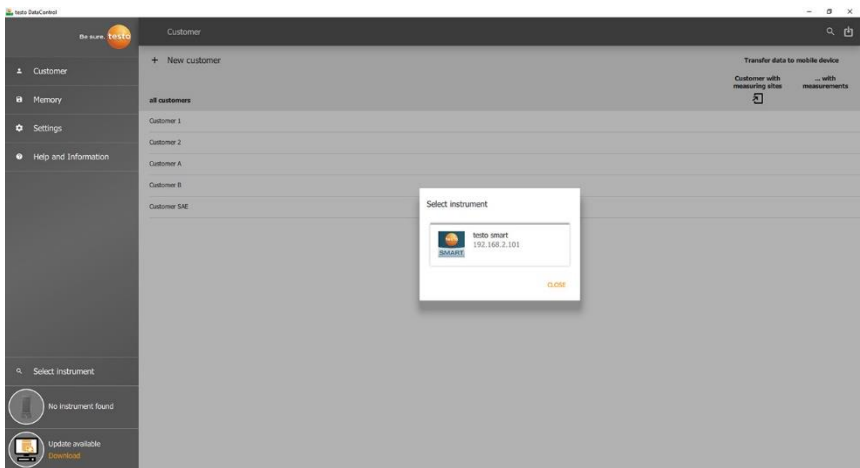 testo DataControl
Be sure. testo
Customer
Customer
Memory
Settings
Help and Information
+ New customer
Transfer data to mobile device
Customer with
measuring sites
... with
measurements
all customers
Customer 1
Customer 2
Customer A
Customer B
Customer SAE
Select instrument
testo smart
192.168.2.101
SMART
CLOSE
Select instrument
No instrument found
Update available
Download